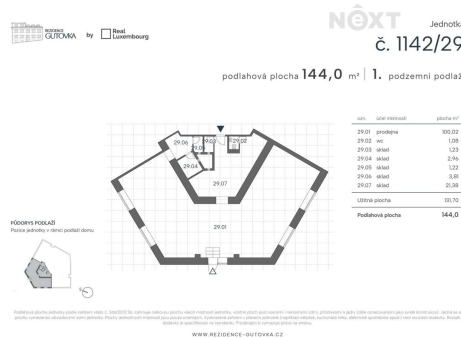 NEXT
REZIDENCE
GUTOVKA
by
Real
Luxembourg
Jednotka
č. 1142/29
podlahová plocha 144,0 m² | 1. podzemní podlaž
ozn. účel místnosti plocha m²
29.01 prodejna 100,02
29.02 wc 1,08
29.03 sklad 1,23
29.04 sklad 2,96
29.05 sklad 1,22
29.06 sklad 3,81
29.07 sklad 21,38
Užitná plocha 131,70
Podlahová plocha 144,0
29.06
29.03
29.02
29.05
29.04
29.07
29.01
PŮDORYS PODLAŽÍ
Pozice jednotky v rámci podlaží domu
WWW.REZIDENCE-GUTOVKA.CZ